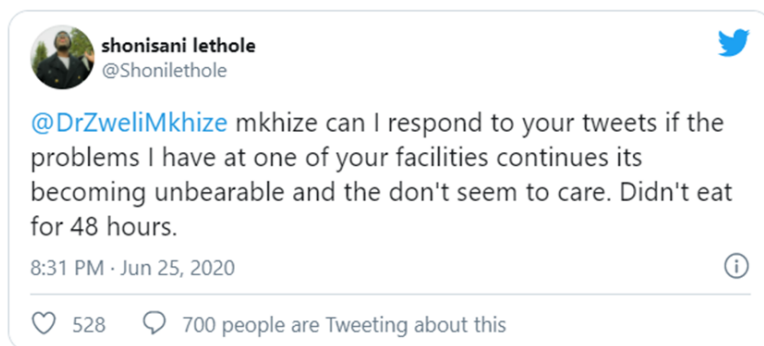 shonisani lethole
@Shonilethole
@DrZweliMkhize mkhize can I respond to your tweets if the
problems I have at one of your facilities continues its
becoming unbearable and the don't seem to care. Didn't eat
for 48 hours.
8:31 PM · Jun 25, 2020
528 700 people are Tweeting about this